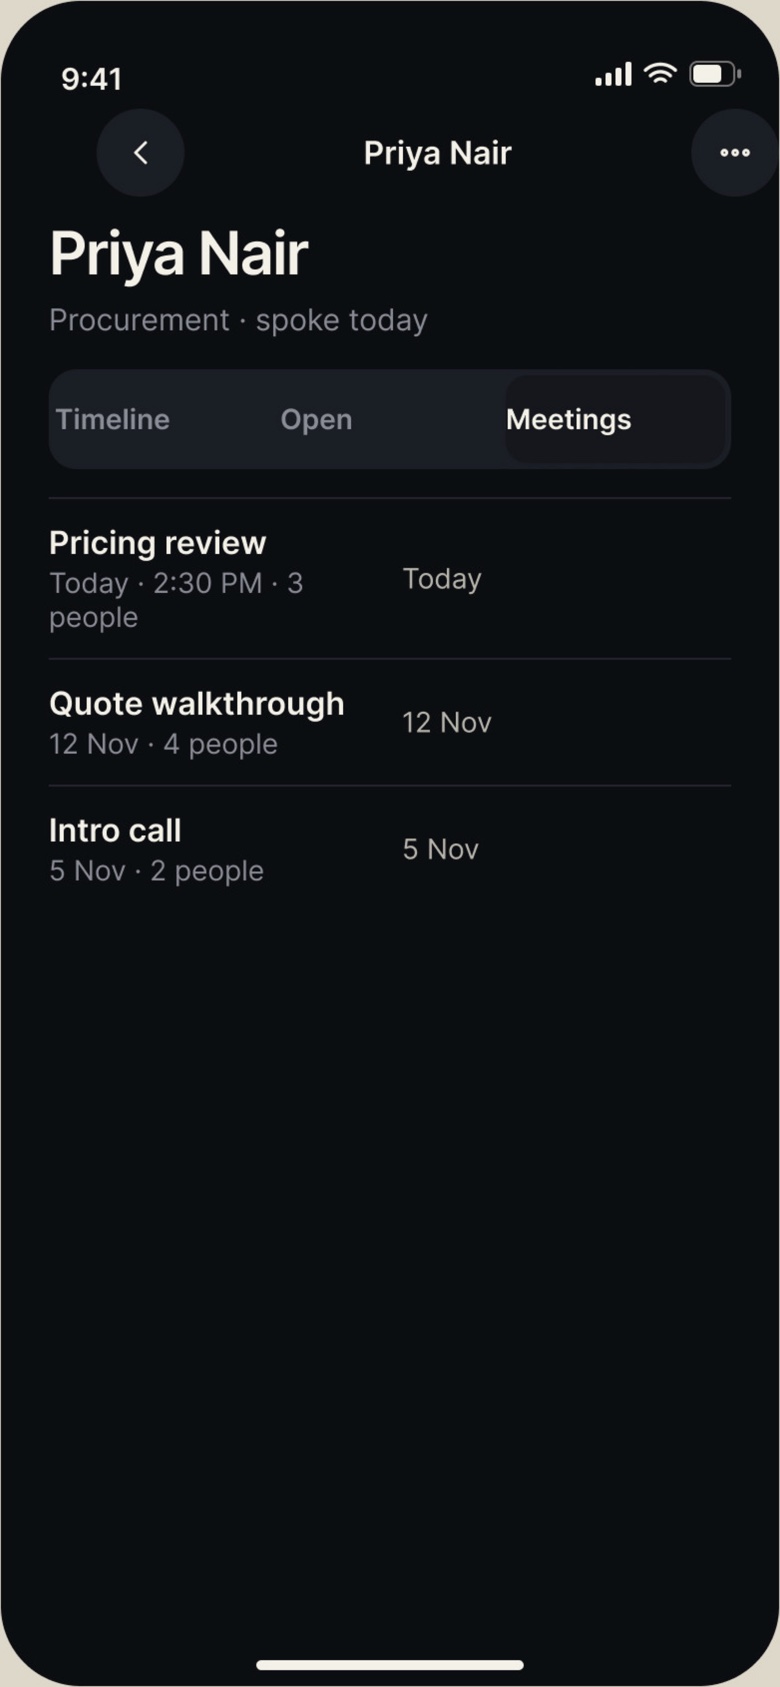 9:41
Priya Nair
Priya Nair
Procurement · spoke today
Timeline Open Meetings
Pricing review
Today · 2:30 PM · 3
people
Today
Quote walkthrough
12 Nov · 4 people
12 Nov
Intro call
5 Nov · 2 people
5 Nov